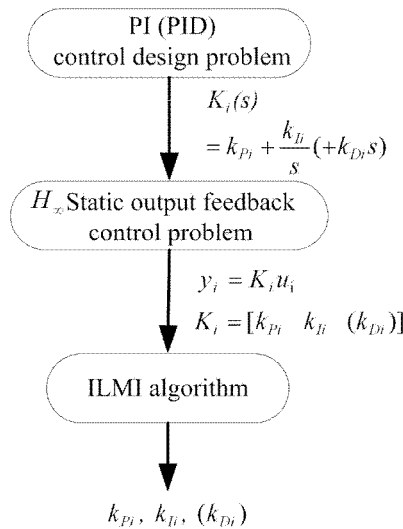 PI (PID)
control design problem
K_i(s)
= k_{Pi} + \frac{k_{Ii}}{s}(+k_{Di}s)
H_∞ Static output feedback
control problem
y_i = K_i u_i
K_i = [k_{Pi} k_{Ii} (k_{Di})]
ILMI algorithm
k_{Pi}, k_{Ii}, (k_{Di})